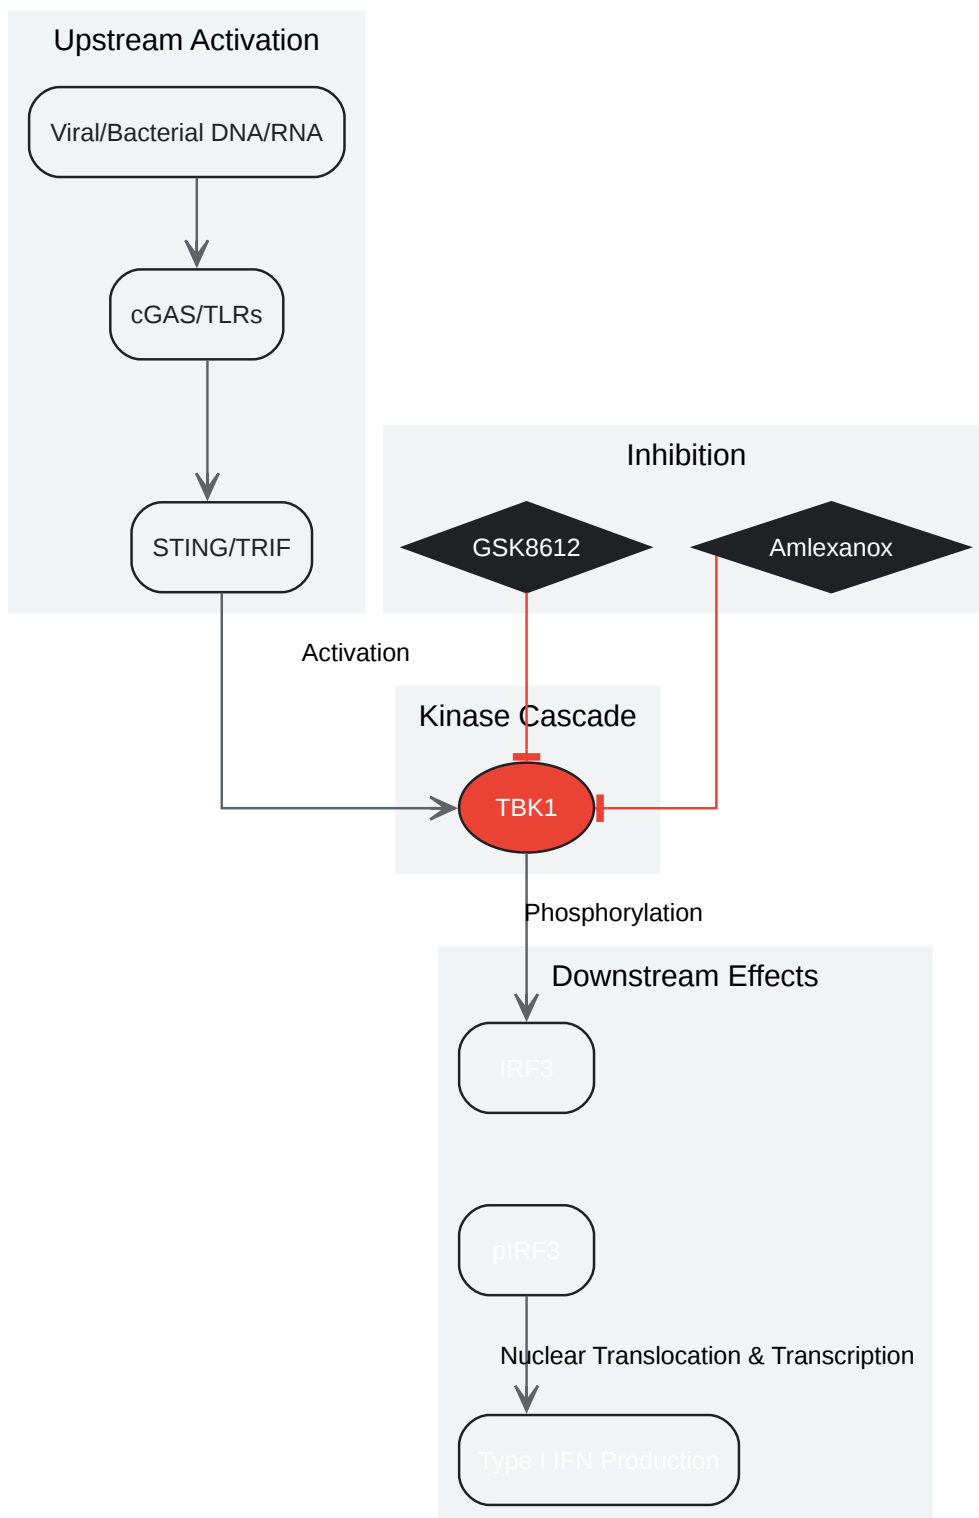 Upstream Activation
Viral/Bacterial DNA/RNA
cGAS/TLRs
Inhibition
STING/TRIF
GSK8612
Amlexanox
Activation
Kinase Cascade
TBK1
Phosphorylation
Downstream Effects
IRF3
pIRF3
Nuclear Translocation & Transcription
Type I IFN Production